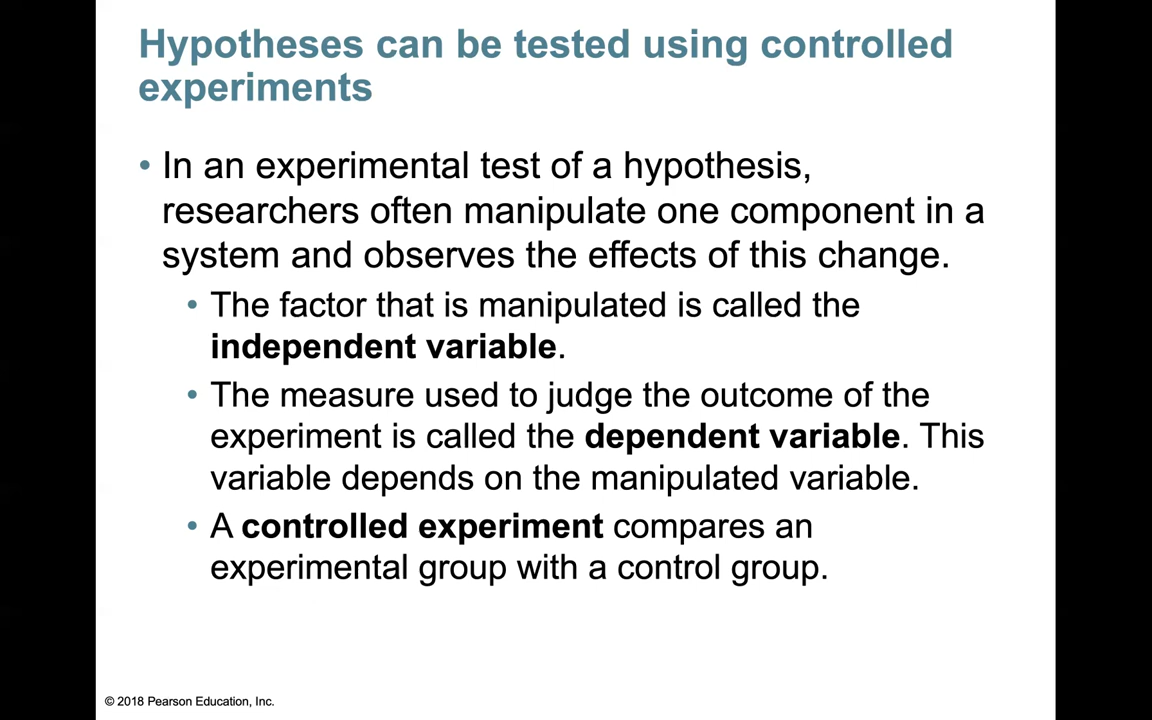 Hypotheses can be tested using controlled
experiments
• In an experimental test of a hypothesis,
researchers often manipulate one component in a
system and observes the effects of this change.
• The factor that is manipulated is called the
independent variable.
• The measure used to judge the outcome of the
experiment is called the dependent variable. This
variable depends on the manipulated variable.
• A controlled experiment compares an
experimental group with a control group.
© 2018 Pearson Education, Inc.